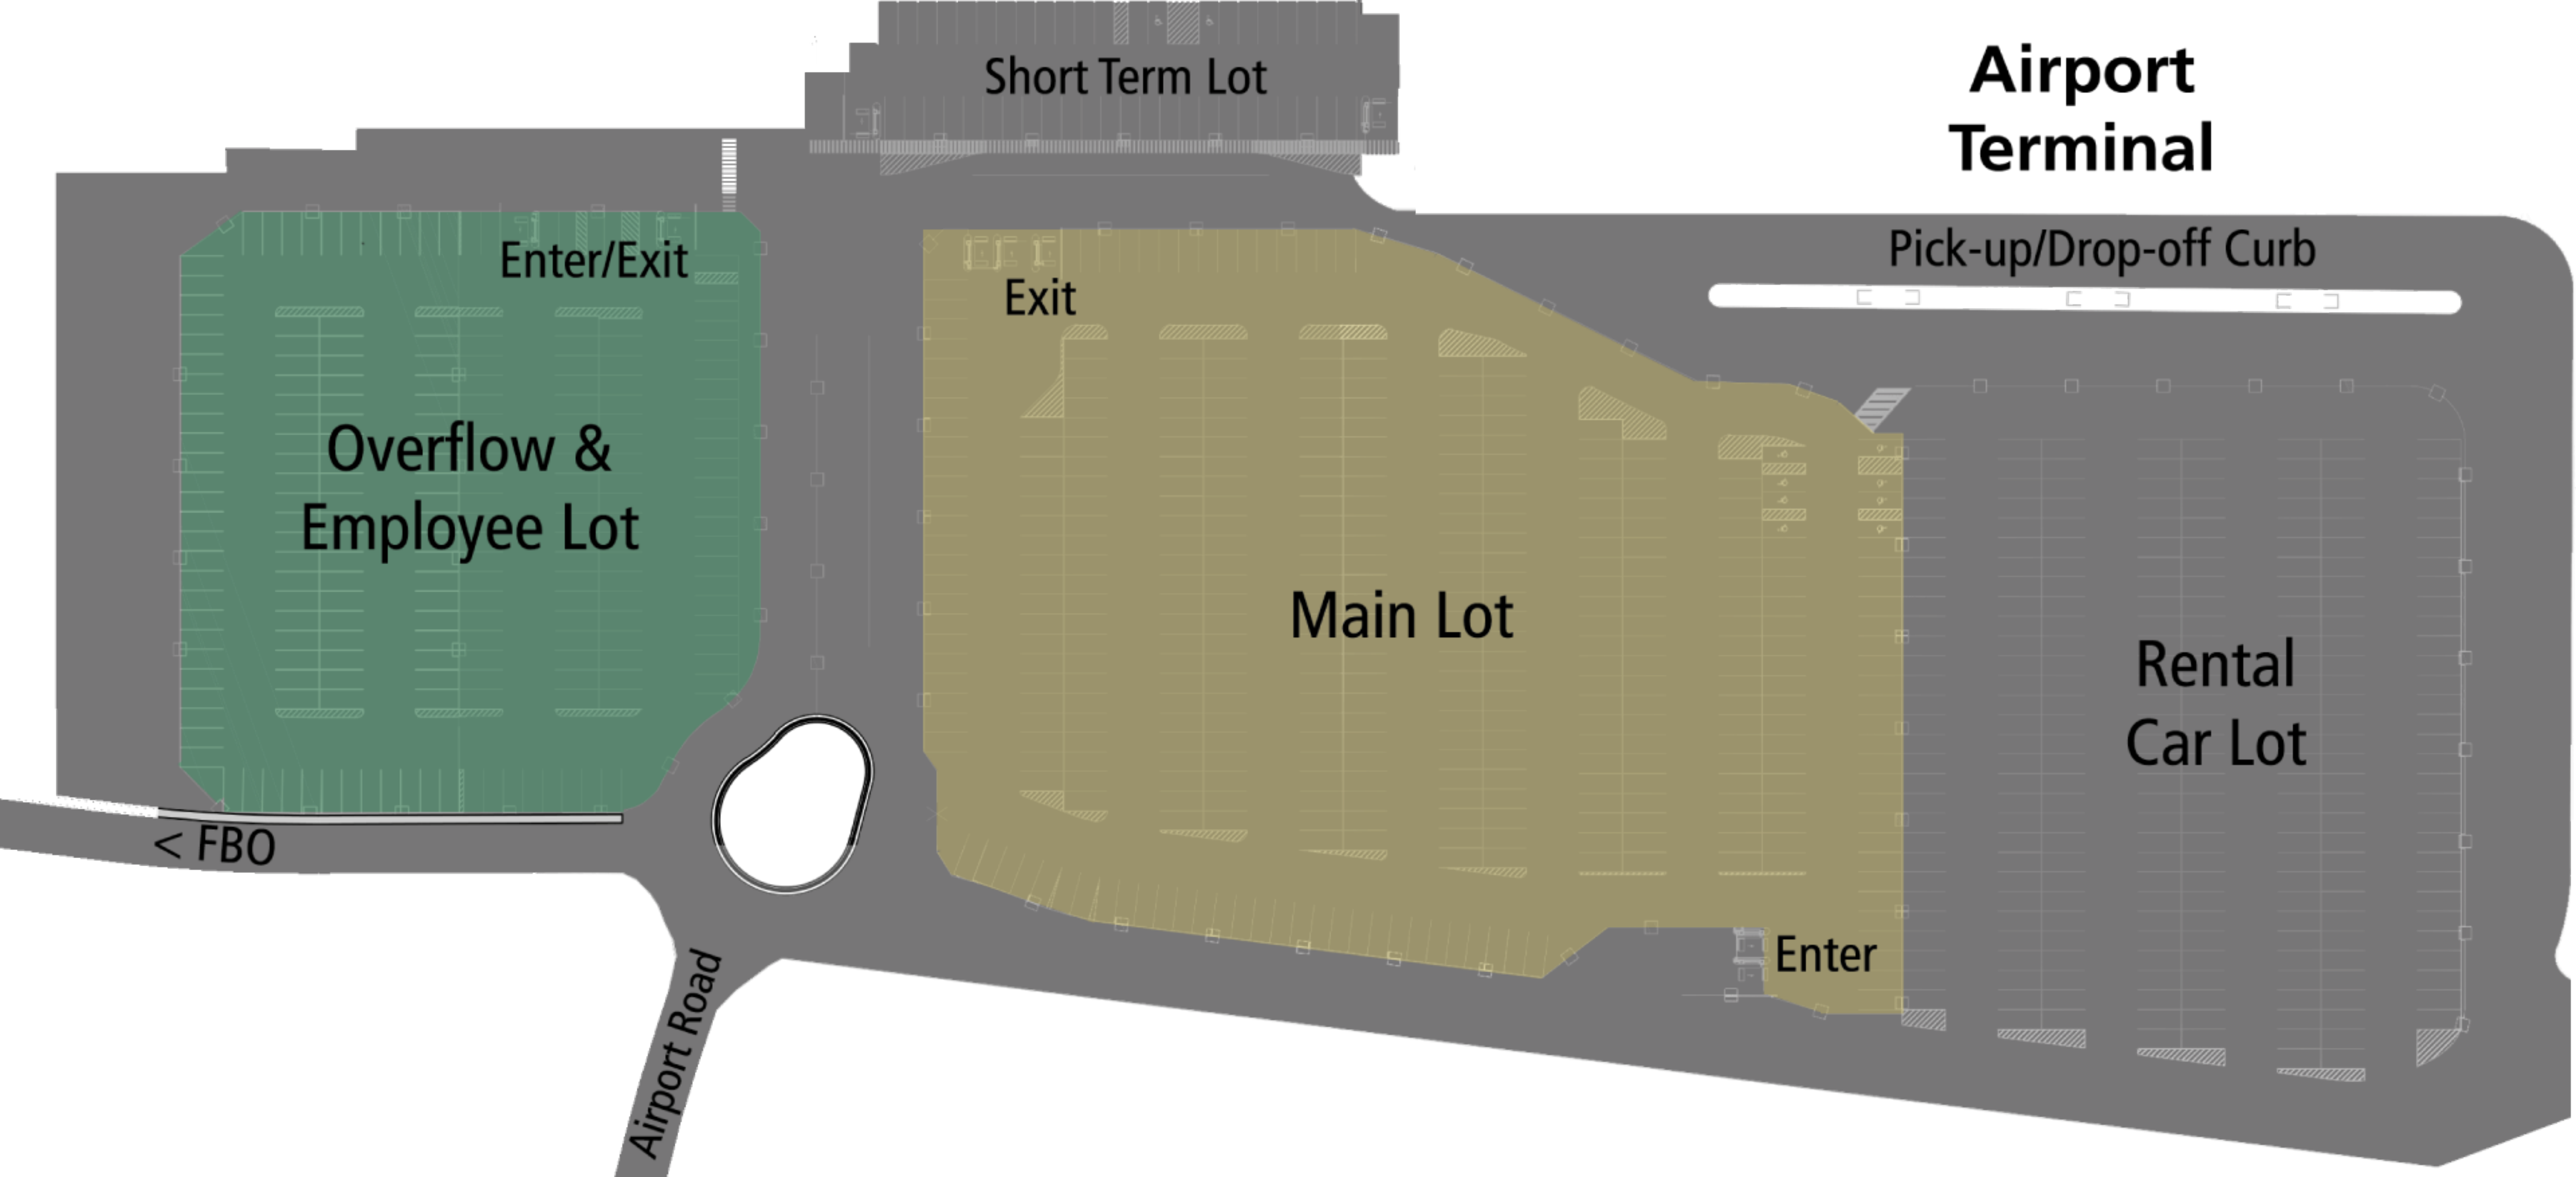 Short Term Lot
Airport
Terminal
Pick-up/Drop-off Curb
Enter/Exit
Exit
Overflow &
Employee Lot
Main Lot
Rental
Car Lot
< FBO
Enter
Airport Road